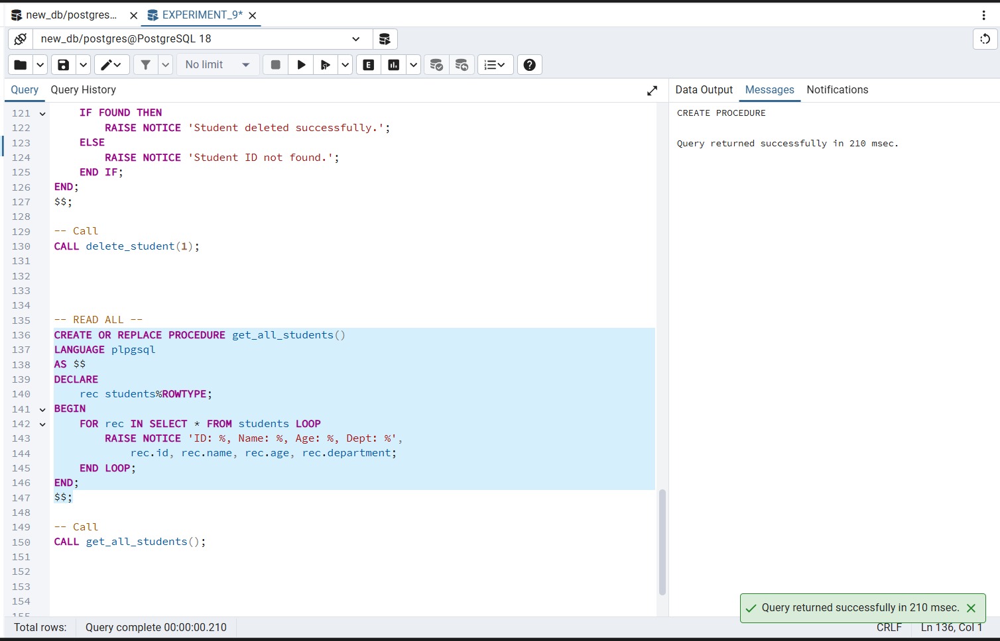 new_db/postgres...
EXPERIMENT_9*
new_db/postgres@PostgreSQL 18
No limit
E
Query
Query History
Data Output
Messages
Notifications
121 IF FOUND THEN
122 RAISE NOTICE 'Student deleted successfully.';
123 ELSE
124 RAISE NOTICE 'Student ID not found.';
125 END IF;
126 END;
127 $$;
128
129 -- Call
130 CALL delete_student(1);
131
132
133
134
135 -- READ ALL --
136 CREATE OR REPLACE PROCEDURE get_all_students()
137 LANGUAGE plpgsql
138 AS $$
139 DECLARE
140 rec students%ROWTYPE;
141 BEGIN
142 FOR rec IN SELECT * FROM students LOOP
143 RAISE NOTICE 'ID: %, Name: %, Age: %, Dept: %',
144 rec.id, rec.name, rec.age, rec.department;
145 END LOOP;
146 END;
147 $$;
148
149 -- Call
150 CALL get_all_students();
151
152
153
154
155
CREATE PROCEDURE
Query returned successfully in 210 msec.
Query returned successfully in 210 msec.
Total rows:
Query complete 00:00:00.210
CRLF
Ln 136, Col 1